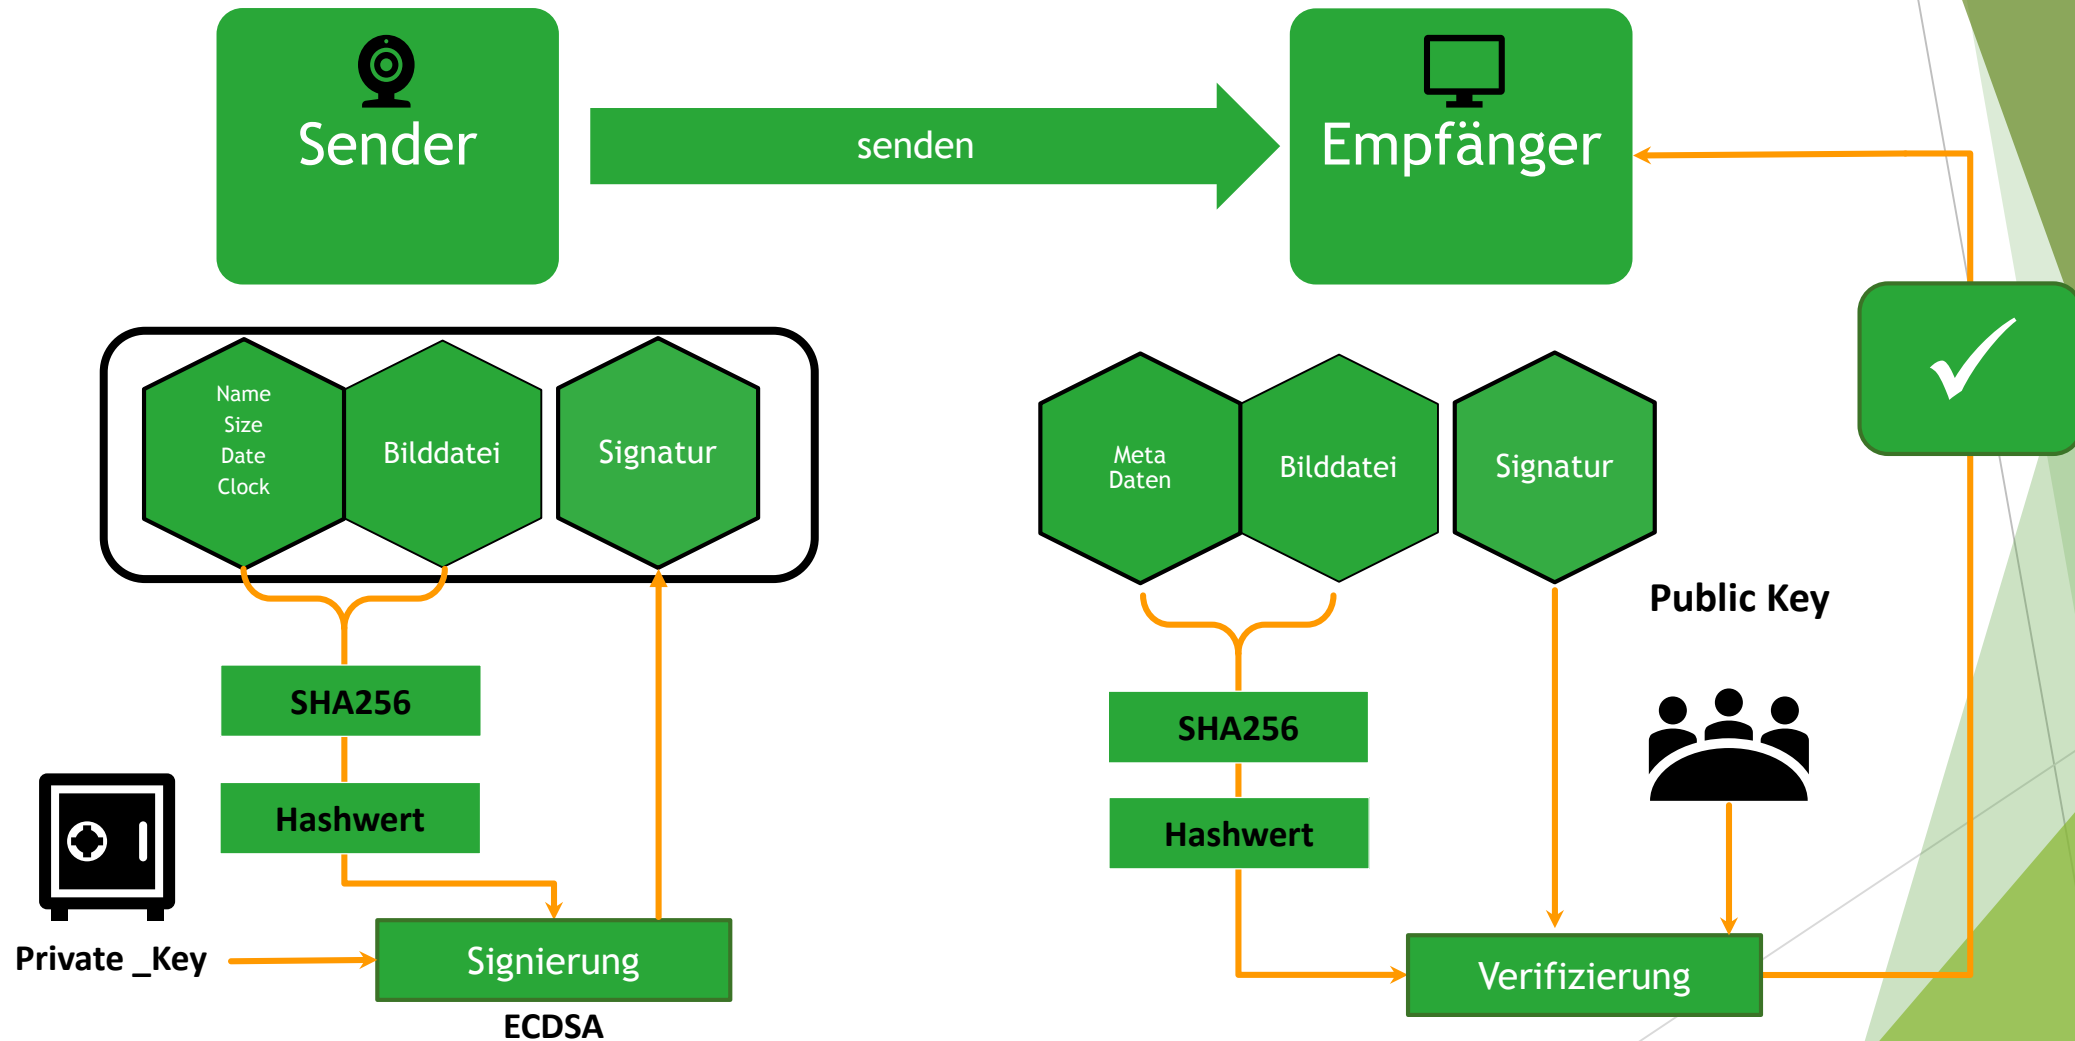 Sender
senden
Empfänger
Name
Size
Date
Clock
Bilddatei
Signatur
Meta
Daten
Bilddatei
Signatur
Public Key
SHA256
Hashwert
SHA256
Hashwert
Private _Key
Signierung
ECDSA
Verifizierung